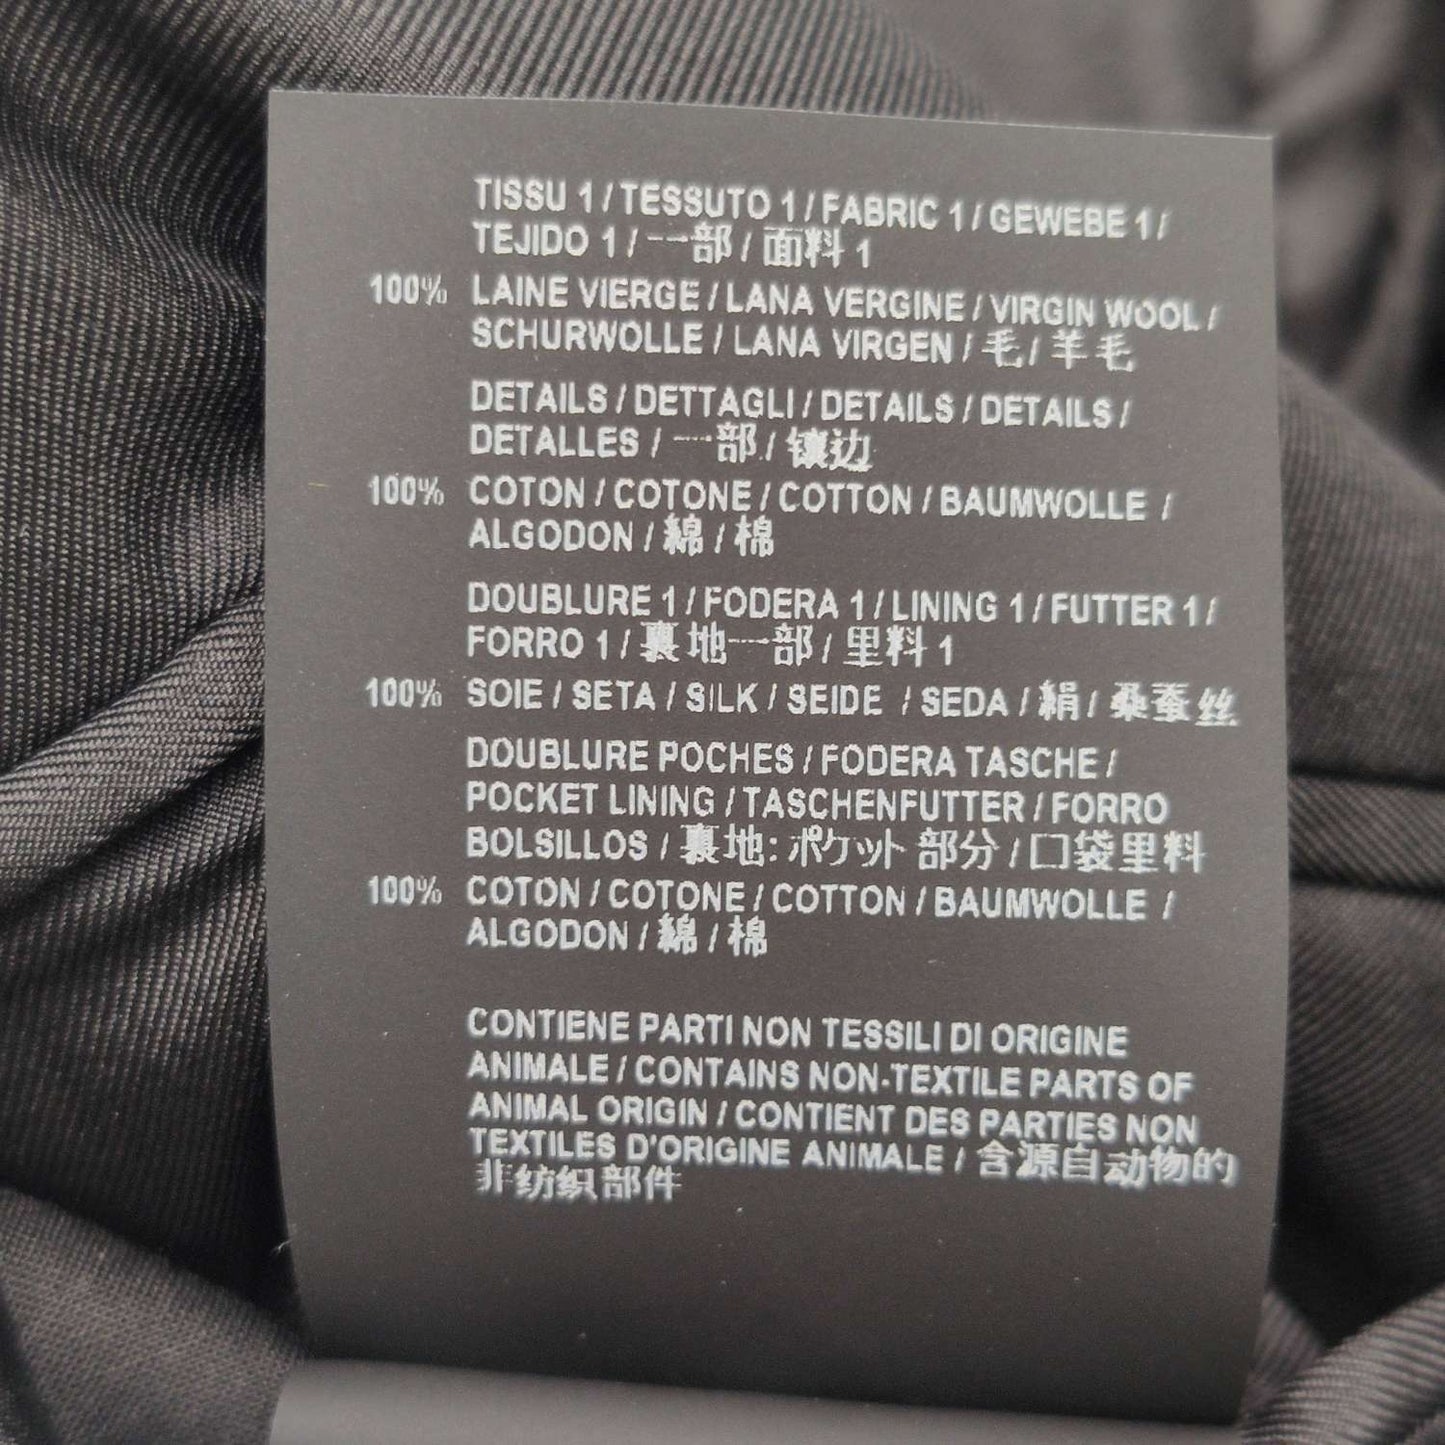 TISSU 1 / TESSUTO 1 / FABRIC 1 / GEWEBE 1 /
TEJIDO 1 / 一部 / 面料 1
100% LAINE VIERGE / LANA VERGINE / VIRGIN WOOL /
SCHURWOLLE / LANA VIRGEN / 毛 / 羊毛
DETAILS / DETTAGLI / DETAILS / DETAILS /
DETALLES / 一部 / 镶边
100% COTON / COTONE / COTTON / BAUMWOLLE /
ALGODON / 綿 / 棉
DOUBLURE 1 / FODERA 1 / LINING 1 / FUTTER 1 /
FORRO 1 / 裏地一部 / 里料 1
100% SOIE / SETA / SILK / SEIDE / SEDA / 絹 / 桑蚕丝
DOUBLURE POCHES / FODERA TASCHE /
POCKET LINING / TASCHENFUTTER / FORRO
BOLSILLOS / 裏地: ポケット 部分 / 口袋里料
100% COTON / COTONE / COTTON / BAUMWOLLE /
ALGODON / 綿 / 棉
CONTIENE PARTI NON TESSILI DI ORIGINE
ANIMALE / CONTAINS NON-TEXTILE PARTS OF
ANIMAL ORIGIN / CONTIENT DES PARTIES NON
TEXTILES D'ORIGINE ANIMALE / 含源自动物的
非纺织部件